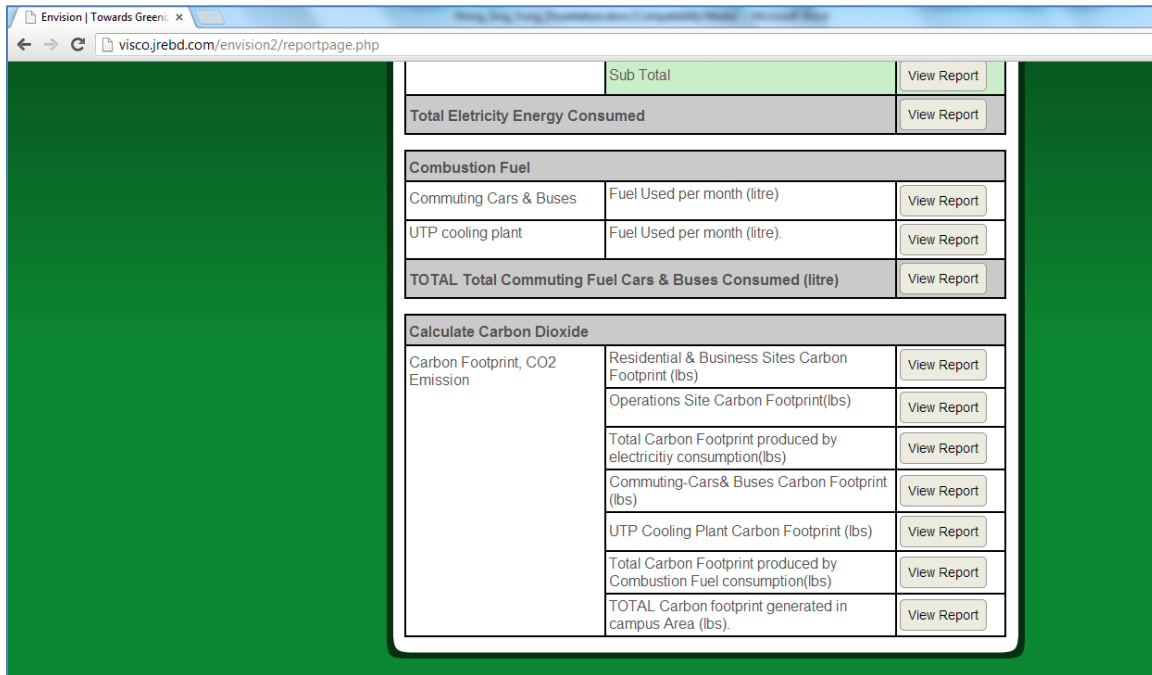 Envision | Towards Greeni: ×
visco.jrebd.com/envision2/reportpage.php
Sub Total
View Report
Total Eletricity Energy Consumed
View Report
Combustion Fuel
Commuting Cars & Buses
Fuel Used per month (litre)
View Report
UTP cooling plant
Fuel Used per month (litre).
View Report
TOTAL Total Commuting Fuel Cars & Buses Consumed (litre)
View Report
Calculate Carbon Dioxide
Carbon Footprint, CO2
Emission
Residential & Business Sites Carbon
Footprint (lbs)
View Report
Operations Site Carbon Footprint(lbs)
View Report
Total Carbon Footprint produced by
electricitiy consumption(lbs)
View Report
Commuting-Cars& Buses Carbon Footprint
(lbs)
View Report
UTP Cooling Plant Carbon Footprint (lbs)
View Report
Total Carbon Footprint produced by
Combustion Fuel consumption(lbs)
View Report
TOTAL Carbon footprint generated in
campus Area (lbs).
View Report